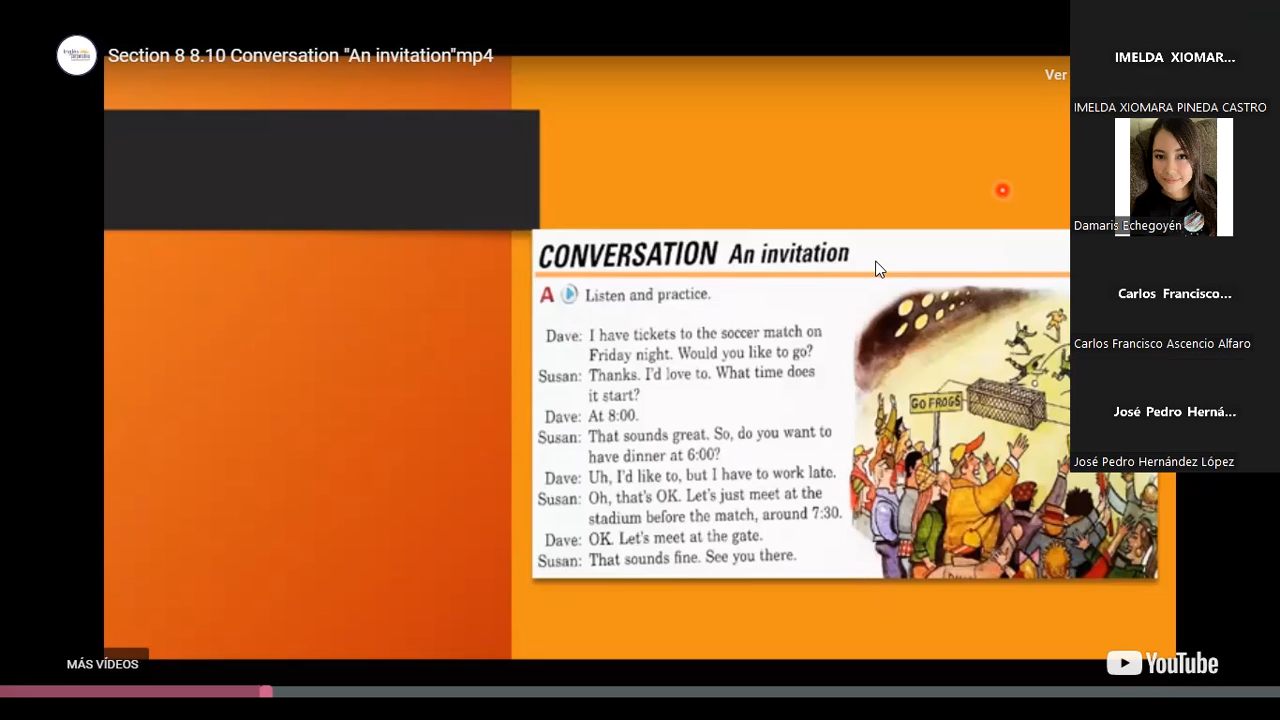 Section 8 8.10 Conversation "An invitation"mp4
Ver
CONVERSATION An invitation
A Listen and practice.
Dave: I have tickets to the soccer match on
Friday night. Would you like to go?
Susan: Thanks. I'd love to. What time does
it start?
Dave: At 8:00.
Susan: That sounds great. So, do you want to
have dinner at 6:00?
Dave: Uh, I'd like to, but I have to work late.
Susan: Oh, that's OK. Let's just meet at the
stadium before the match, around 7:30.
Dave: OK. Let's meet at the gate.
Susan: That sounds fine. See you there.
GO FROGS
MÁS VÍDEOS
YouTube
IMELDA XIOMAR...
IMELDA XIOMARA PINEDA CASTRO
Damaris Echegoyén
Carlos Francisco...
Carlos Francisco Ascencio Alfaro
José Pedro Herná...
José Pedro Hernández López